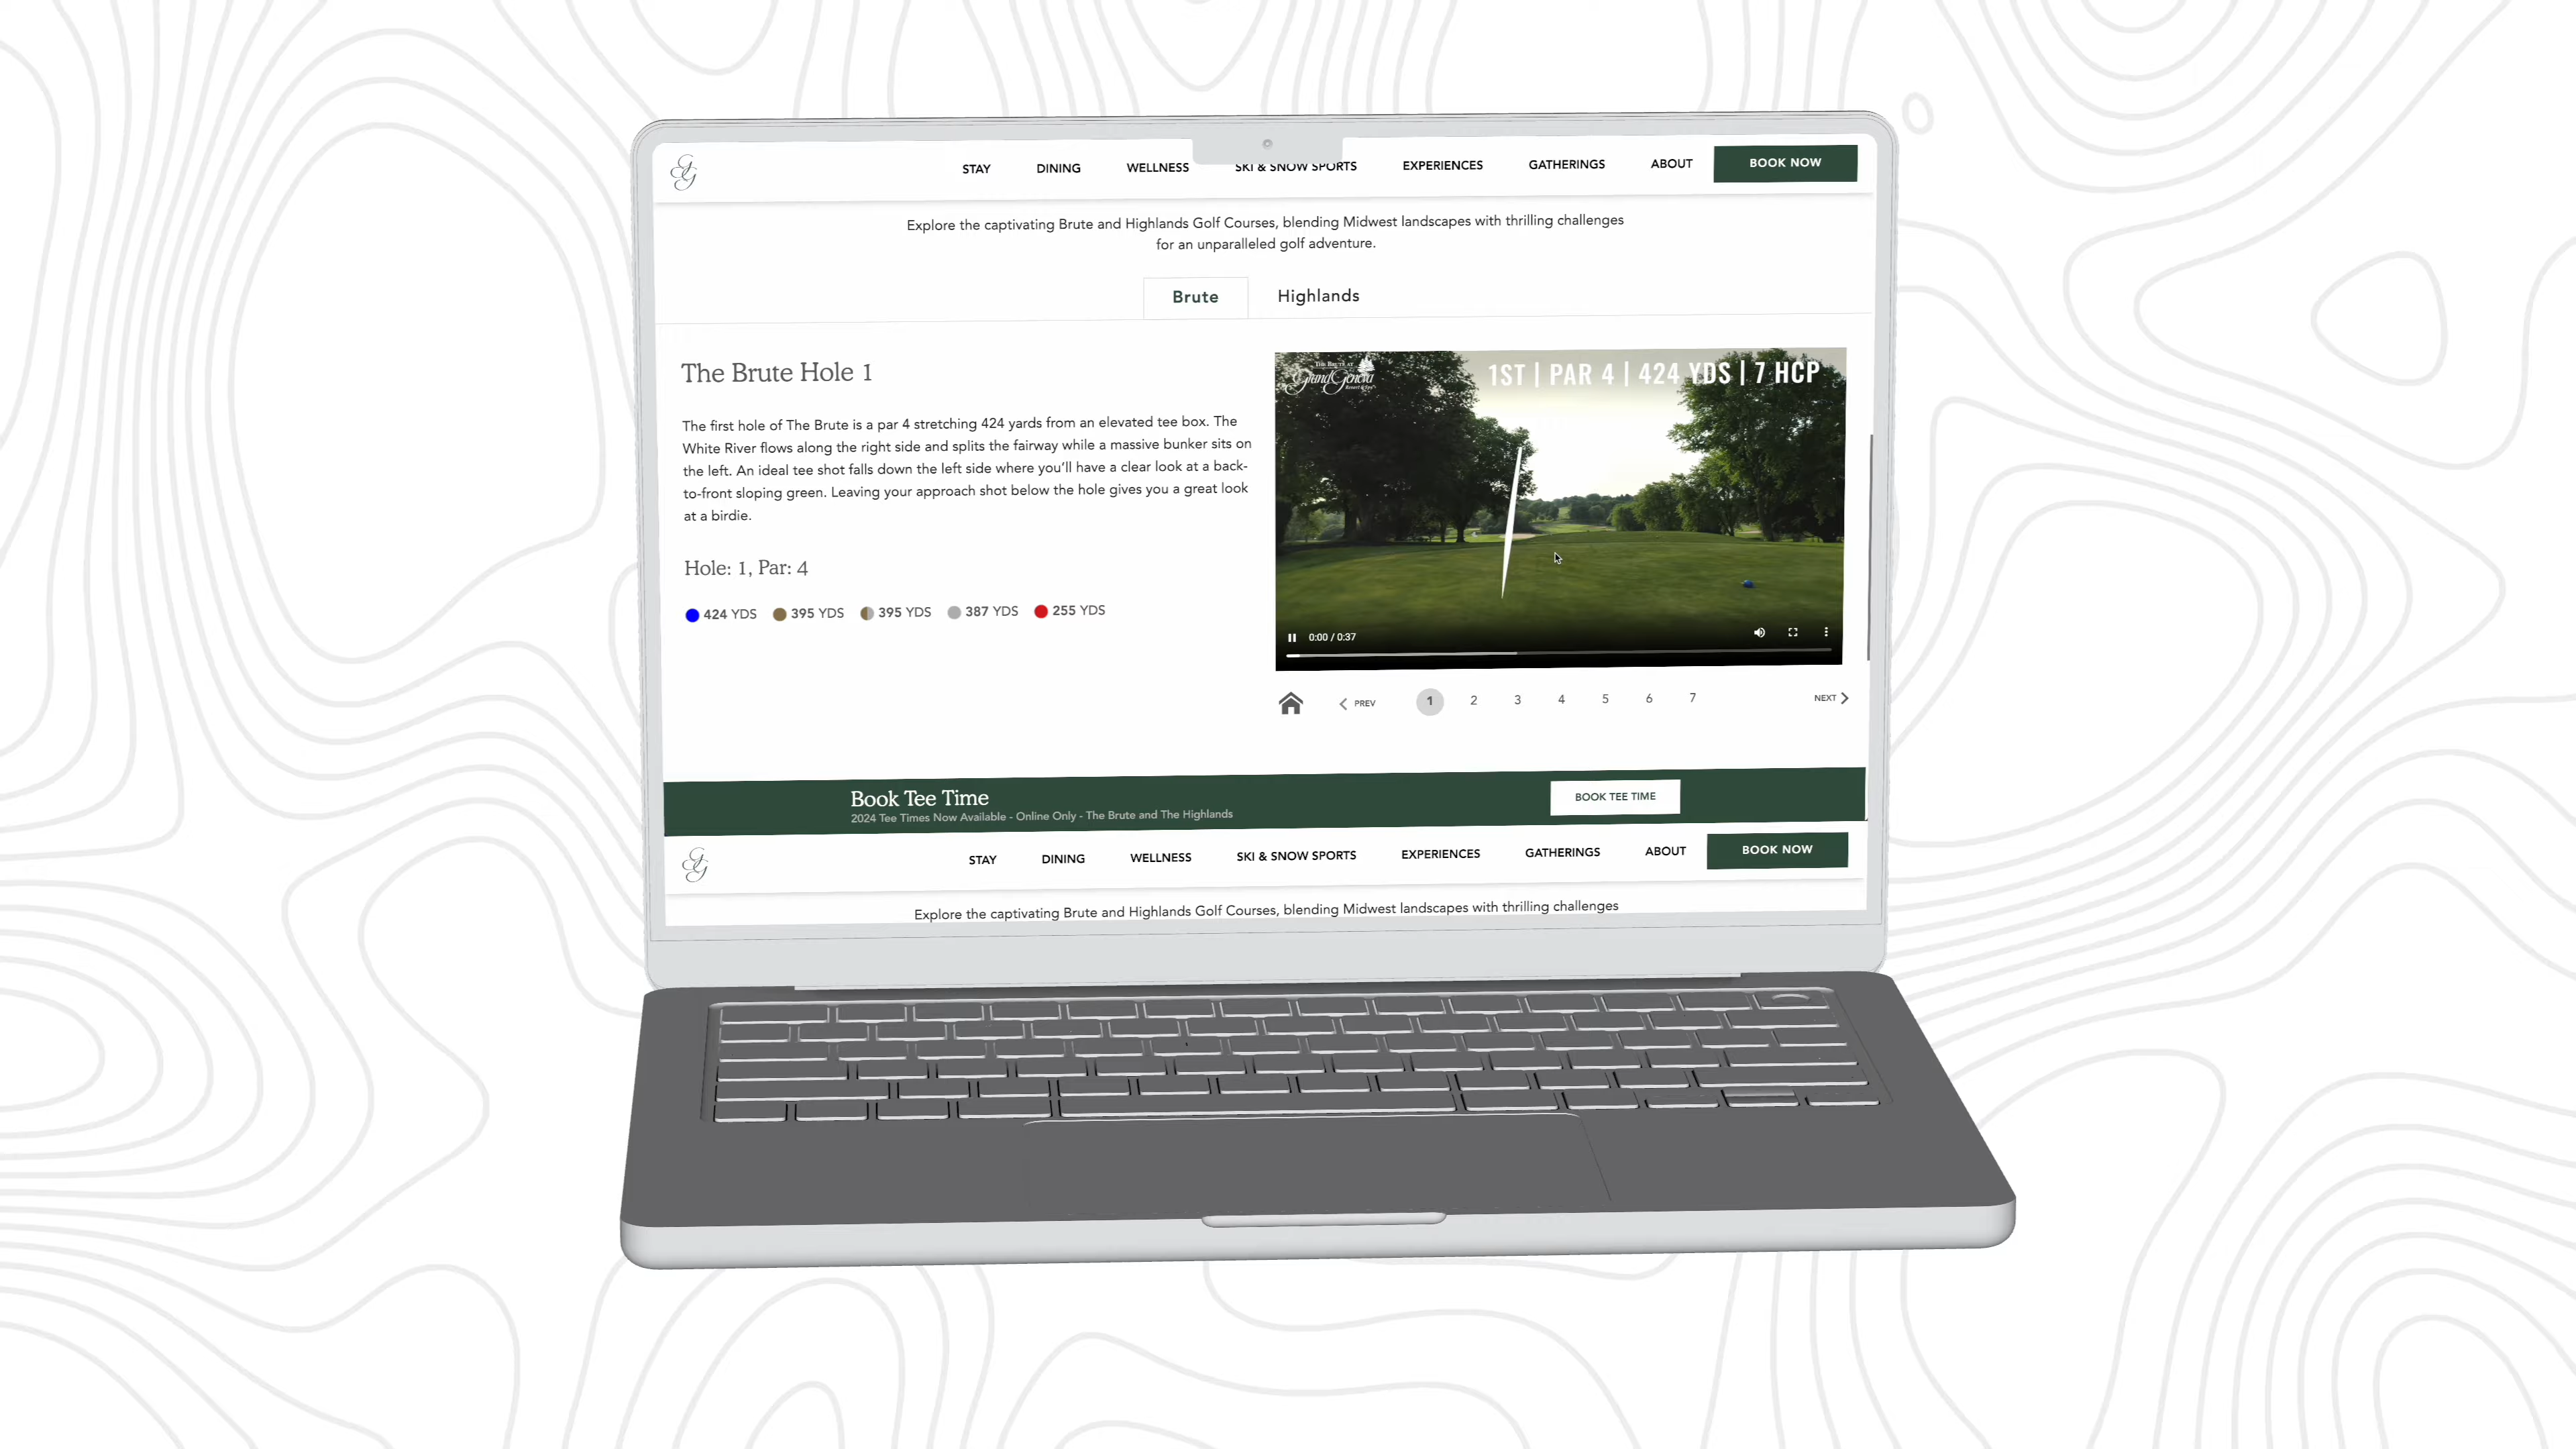 STAY DINING WELLNESS SKI & SNOW SPORTS EXPERIENCES GATHERINGS ABOUT BOOK NOW
Explore the captivating Brute and Highlands Golf Courses, blending Midwest landscapes with thrilling challenges
for an unparalleled golf adventure.
Brute Highlands
The Brute Hole 1
The first hole of The Brute is a par 4 stretching 424 yards from an elevated tee box. The
White River flows along the right side and splits the fairway while a massive bunker sits on
the left. An ideal tee shot falls down the left side where you'll have a clear look at a back-
to-front sloping green. Leaving your approach shot below the hole gives you a great look
at a birdie.
Hole: 1, Par: 4
424 YDS 395 YDS 395 YDS 387 YDS 255 YDS
THE BRUTE AT
Grand Geneva
Resort & Spa
1ST | PAR 4 | 424 YDS | 7 HCP
0:00 / 0:37
PREV 1 2 3 4 5 6 7 NEXT
Book Tee Time
2024 Tee Times Now Available - Online Only - The Brute and The Highlands
BOOK TEE TIME
STAY DINING WELLNESS SKI & SNOW SPORTS EXPERIENCES GATHERINGS ABOUT BOOK NOW
Explore the captivating Brute and Highlands Golf Courses, blending Midwest landscapes with thrilling challenges